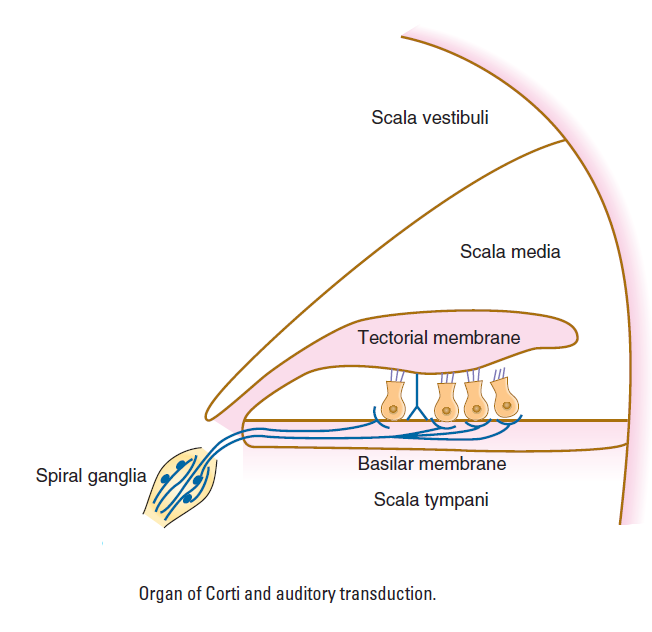 Scala vestibuli
Scala media
Tectorial membrane
Basilar membrane
Spiral ganglia
Scala tympani
Organ of Corti and auditory transduction.